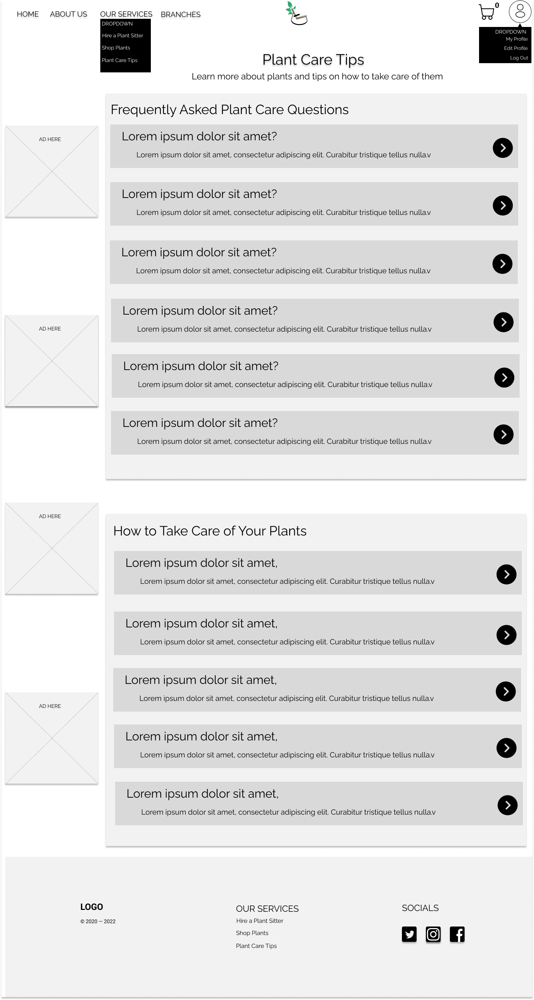 HOME ABOUT US OUR SERVICES BRANCHES 0
DROPDOWN
Hire a Plant Sitter
Shop Plants
Plant Care Tips
DROPDOWN
My Profile
Edit Profile
Log Out
Plant Care Tips
Learn more about plants and tips on how to take care of them
Frequently Asked Plant Care Questions
Lorem ipsum dolor sit amet?
Lorem ipsum dolor sit amet, consectetur adipiscing elit. Curabitur tristique tellus nulla.v
Lorem ipsum dolor sit amet?
Lorem ipsum dolor sit amet, consectetur adipiscing elit. Curabitur tristique tellus nulla.v
Lorem ipsum dolor sit amet?
Lorem ipsum dolor sit amet, consectetur adipiscing elit. Curabitur tristique tellus nulla.v
Lorem ipsum dolor sit amet?
Lorem ipsum dolor sit amet, consectetur adipiscing elit. Curabitur tristique tellus nulla.v
Lorem ipsum dolor sit amet?
Lorem ipsum dolor sit amet, consectetur adipiscing elit. Curabitur tristique tellus nulla.v
Lorem ipsum dolor sit amet?
Lorem ipsum dolor sit amet, consectetur adipiscing elit. Curabitur tristique tellus nulla.v
AD HERE
AD HERE
AD HERE
AD HERE
How to Take Care of Your Plants
Lorem ipsum dolor sit amet,
Lorem ipsum dolor sit amet, consectetur adipiscing elit. Curabitur tristique tellus nulla.v
Lorem ipsum dolor sit amet,
Lorem ipsum dolor sit amet, consectetur adipiscing elit. Curabitur tristique tellus nulla.v
Lorem ipsum dolor sit amet,
Lorem ipsum dolor sit amet, consectetur adipiscing elit. Curabitur tristique tellus nulla.v
Lorem ipsum dolor sit amet,
Lorem ipsum dolor sit amet, consectetur adipiscing elit. Curabitur tristique tellus nulla.v
Lorem ipsum dolor sit amet,
Lorem ipsum dolor sit amet, consectetur adipiscing elit. Curabitur tristique tellus nulla.v
LOGO
© 2020 — 2022
OUR SERVICES
Hire a Plant Sitter
Shop Plants
Plant Care Tips
SOCIALS